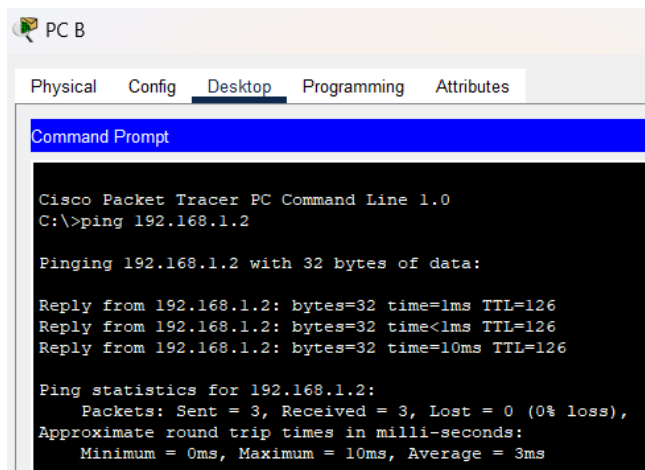 PC B
Physical Config Desktop Programming Attributes
Command Prompt
Cisco Packet Tracer PC Command Line 1.0
C:\>ping 192.168.1.2
Pinging 192.168.1.2 with 32 bytes of data:
Reply from 192.168.1.2: bytes=32 time=1ms TTL=126
Reply from 192.168.1.2: bytes=32 time<1ms TTL=126
Reply from 192.168.1.2: bytes=32 time=10ms TTL=126
Ping statistics for 192.168.1.2:
Packets: Sent = 3, Received = 3, Lost = 0 (0% loss),
Approximate round trip times in milli-seconds:
Minimum = 0ms, Maximum = 10ms, Average = 3ms